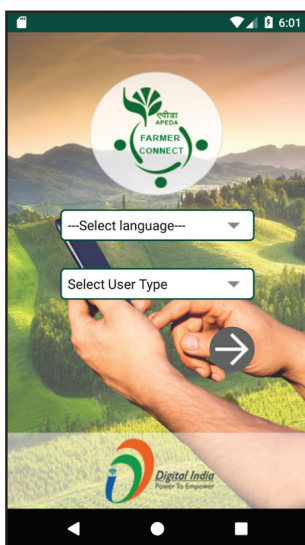 6:01
एपीडा
APEDA
FARMER
CONNECT
---Select language---
Select User Type
Digital India
Power To Empower